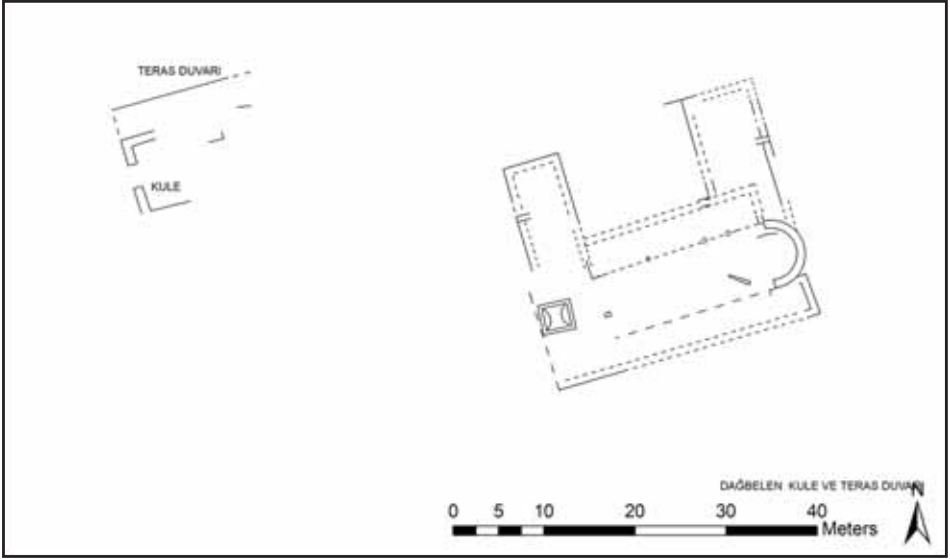 TERAS DUVARI
KULE
DAĞBELEN KULE VE TERAS DUVARI
N
0 5 10 20 30 40
Meters